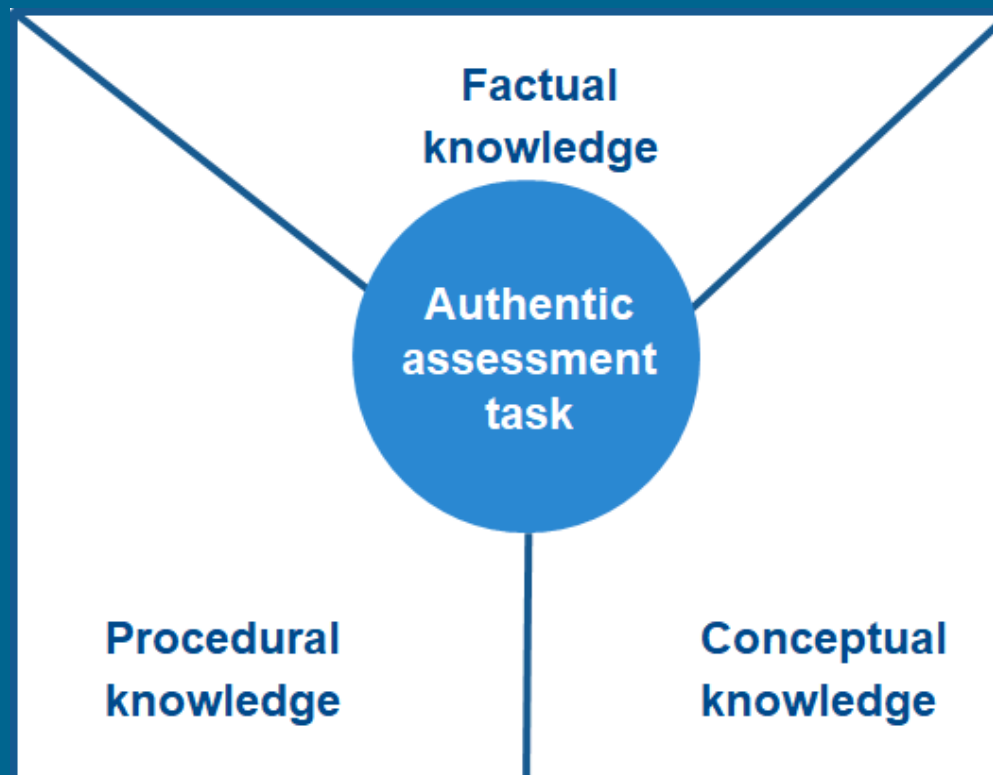 Factual
knowledge
Authentic
assessment
task
Procedural
knowledge
Conceptual
knowledge